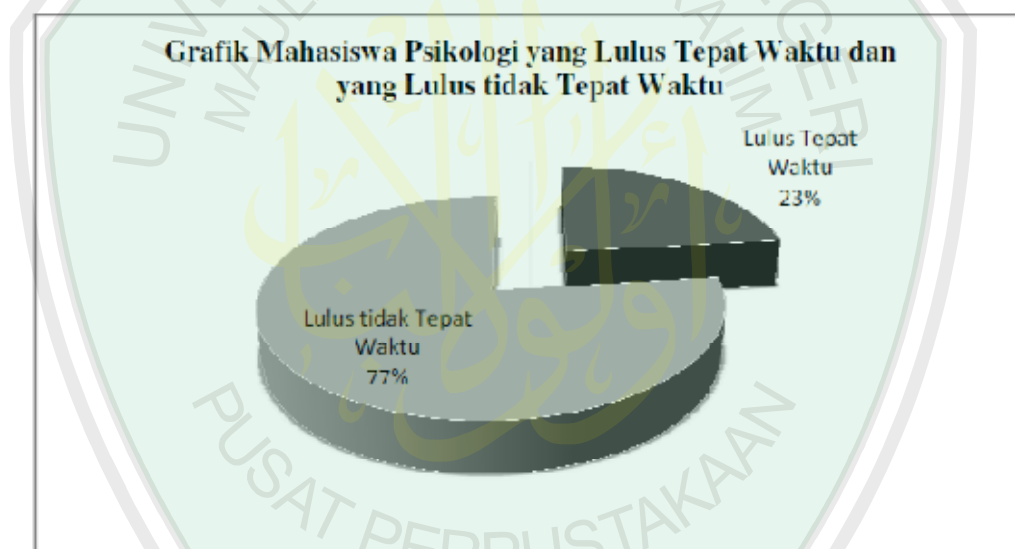 Grafik Mahasiswa Psikologi yang Lulus Tepat Waktu dan
yang Lulus tidak Tepat Waktu
Lulus Tepat
Waktu
23%
Lulus tidak Tepat
Waktu
77%
PUSAT PERPUSTAKAAN